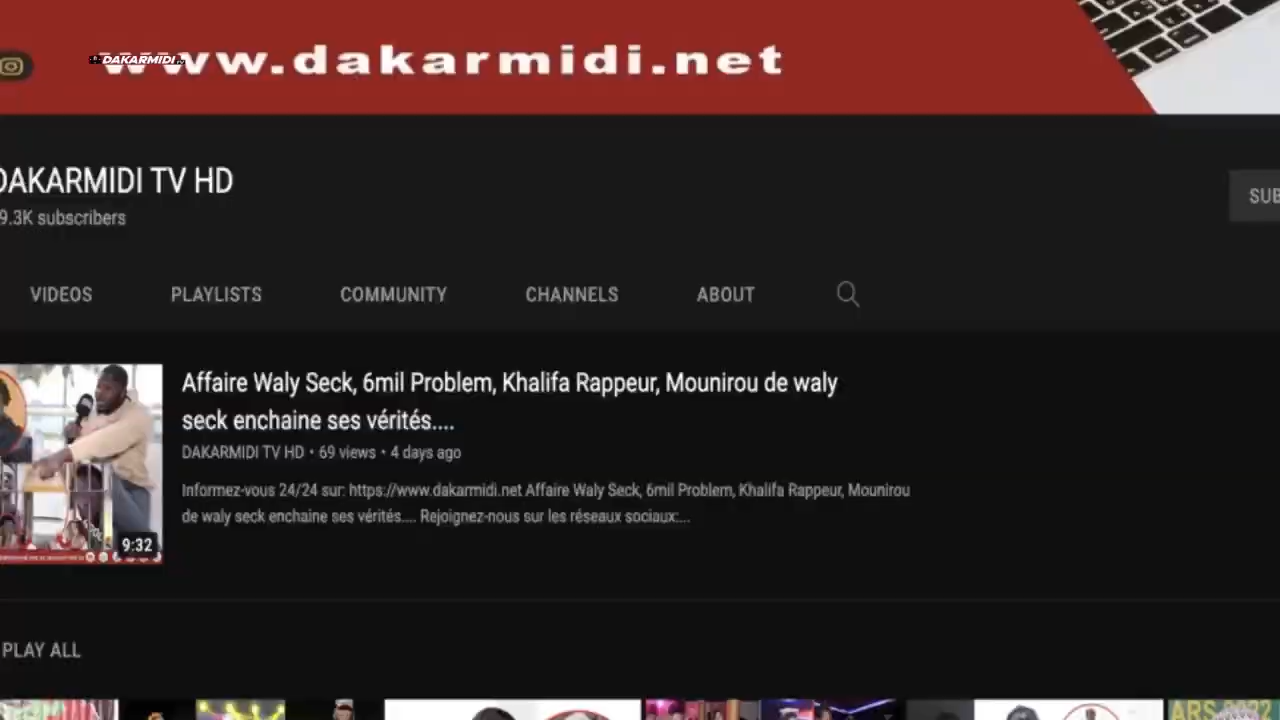 www.dakarmidi.net
DAKARMIDI
DAKARMIDI TV HD
9.3K subscribers
SUB
VIDEOS PLAYLISTS COMMUNITY CHANNELS ABOUT
Affaire Waly Seck, 6mil Problem, Khalifa Rappeur, Mounirou de waly
seck enchaine ses vérités....
DAKARMIDI TV HD • 69 views • 4 days ago
Informez-vous 24/24 sur: https://www.dakarmidi.net Affaire Waly Seck, 6mil Problem, Khalifa Rappeur, Mounirou
de waly seck enchaine ses vérités.... Rejoignez-nous sur les réseaux sociaux:...
9:32
PLAY ALL